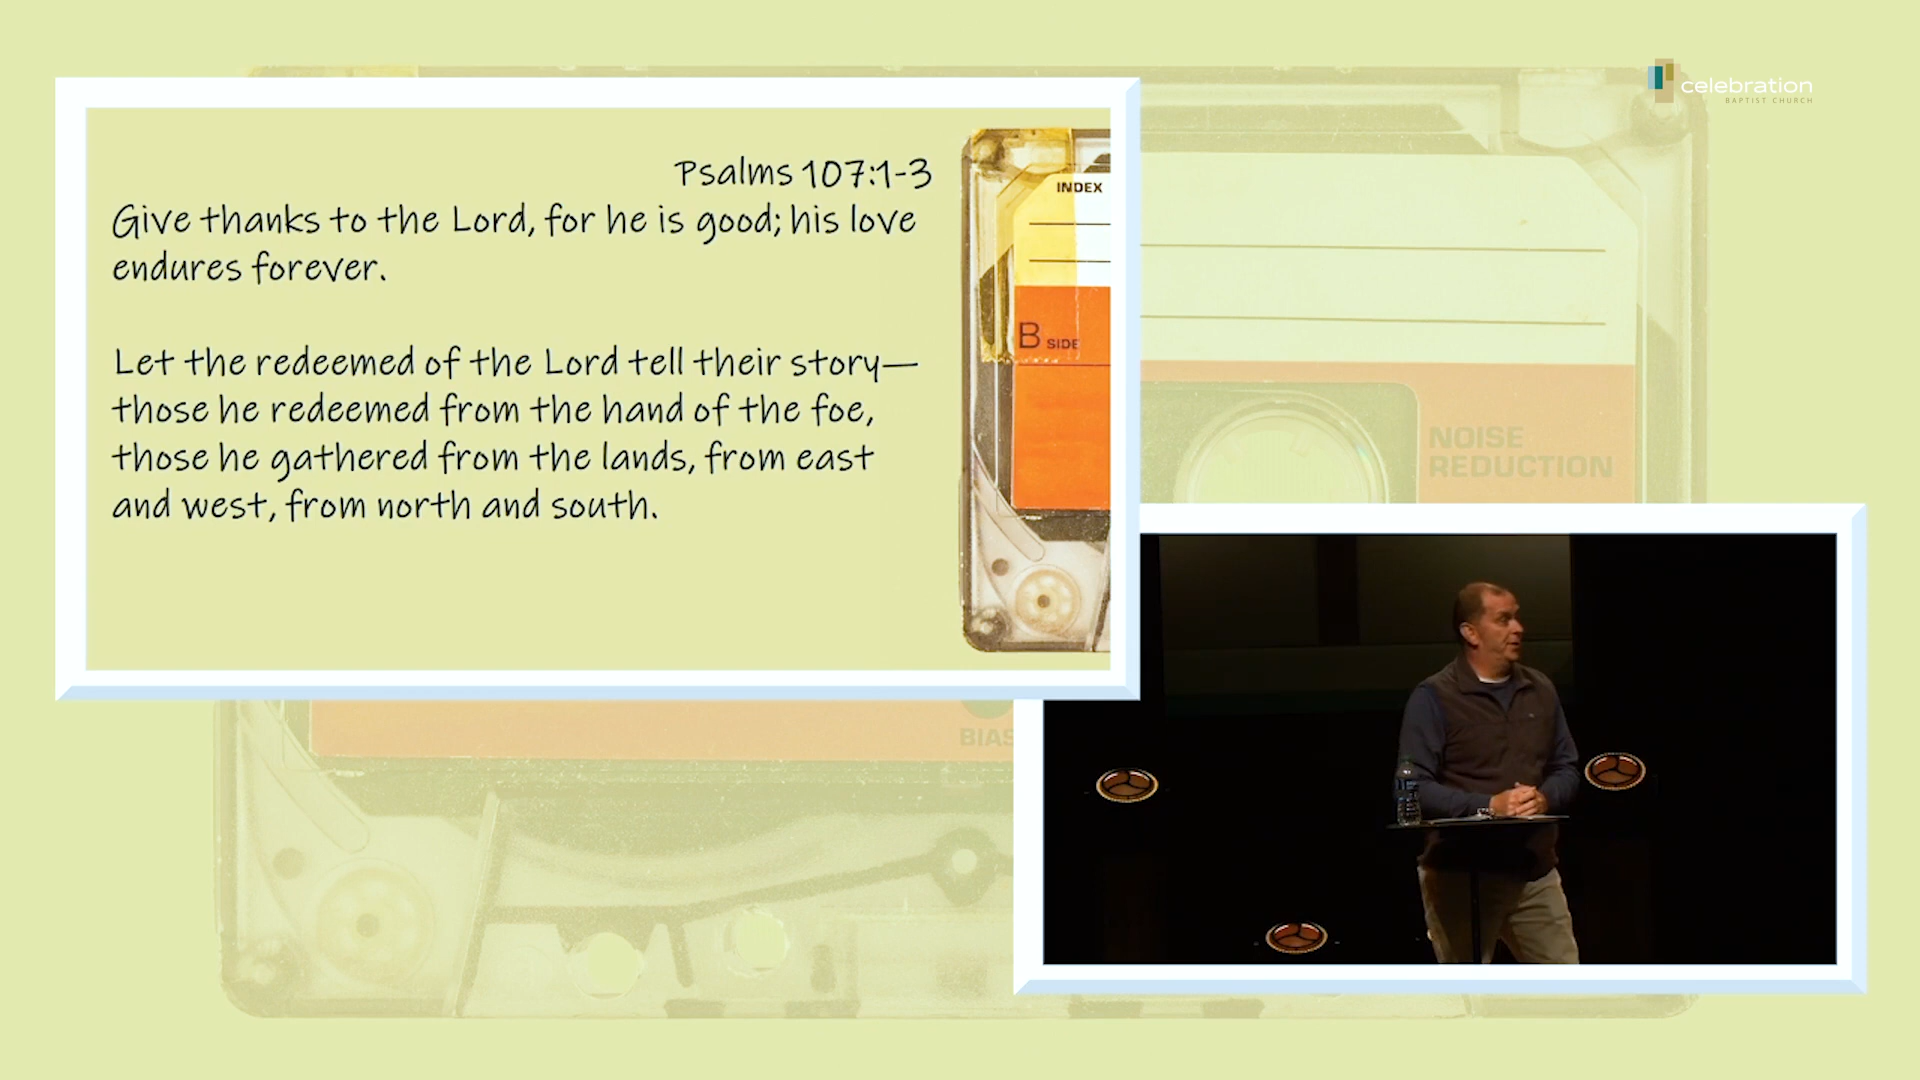 celebration
BAPTIST CHURCH
Psalms 107:1-3
Give thanks to the Lord, for he is good; his love
endures forever.
Let the redeemed of the Lord tell their story—
those he redeemed from the hand of the foe,
those he gathered from the lands, from east
and west, from north and south.
INDEX
B SIDE
NOISE
REDUCTION
BIAS